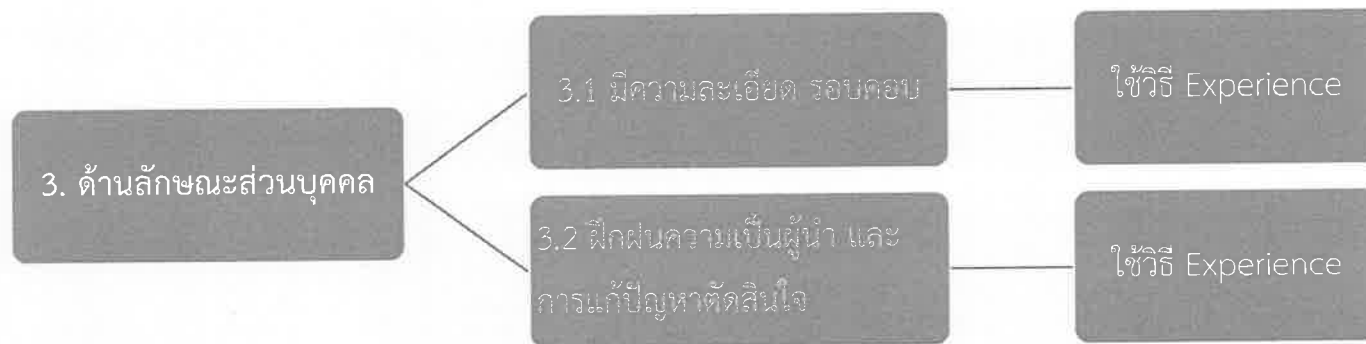 3. ด้านลักษณะส่วนบุคคล
3.1 มีความละเอียด รอบคอบ
ใช้วิธี Experience
3.2 ฝึกฝนความเป็นผู้นำ และ
การแก้ปัญหาตัดสินใจ
ใช้วิธี Experience